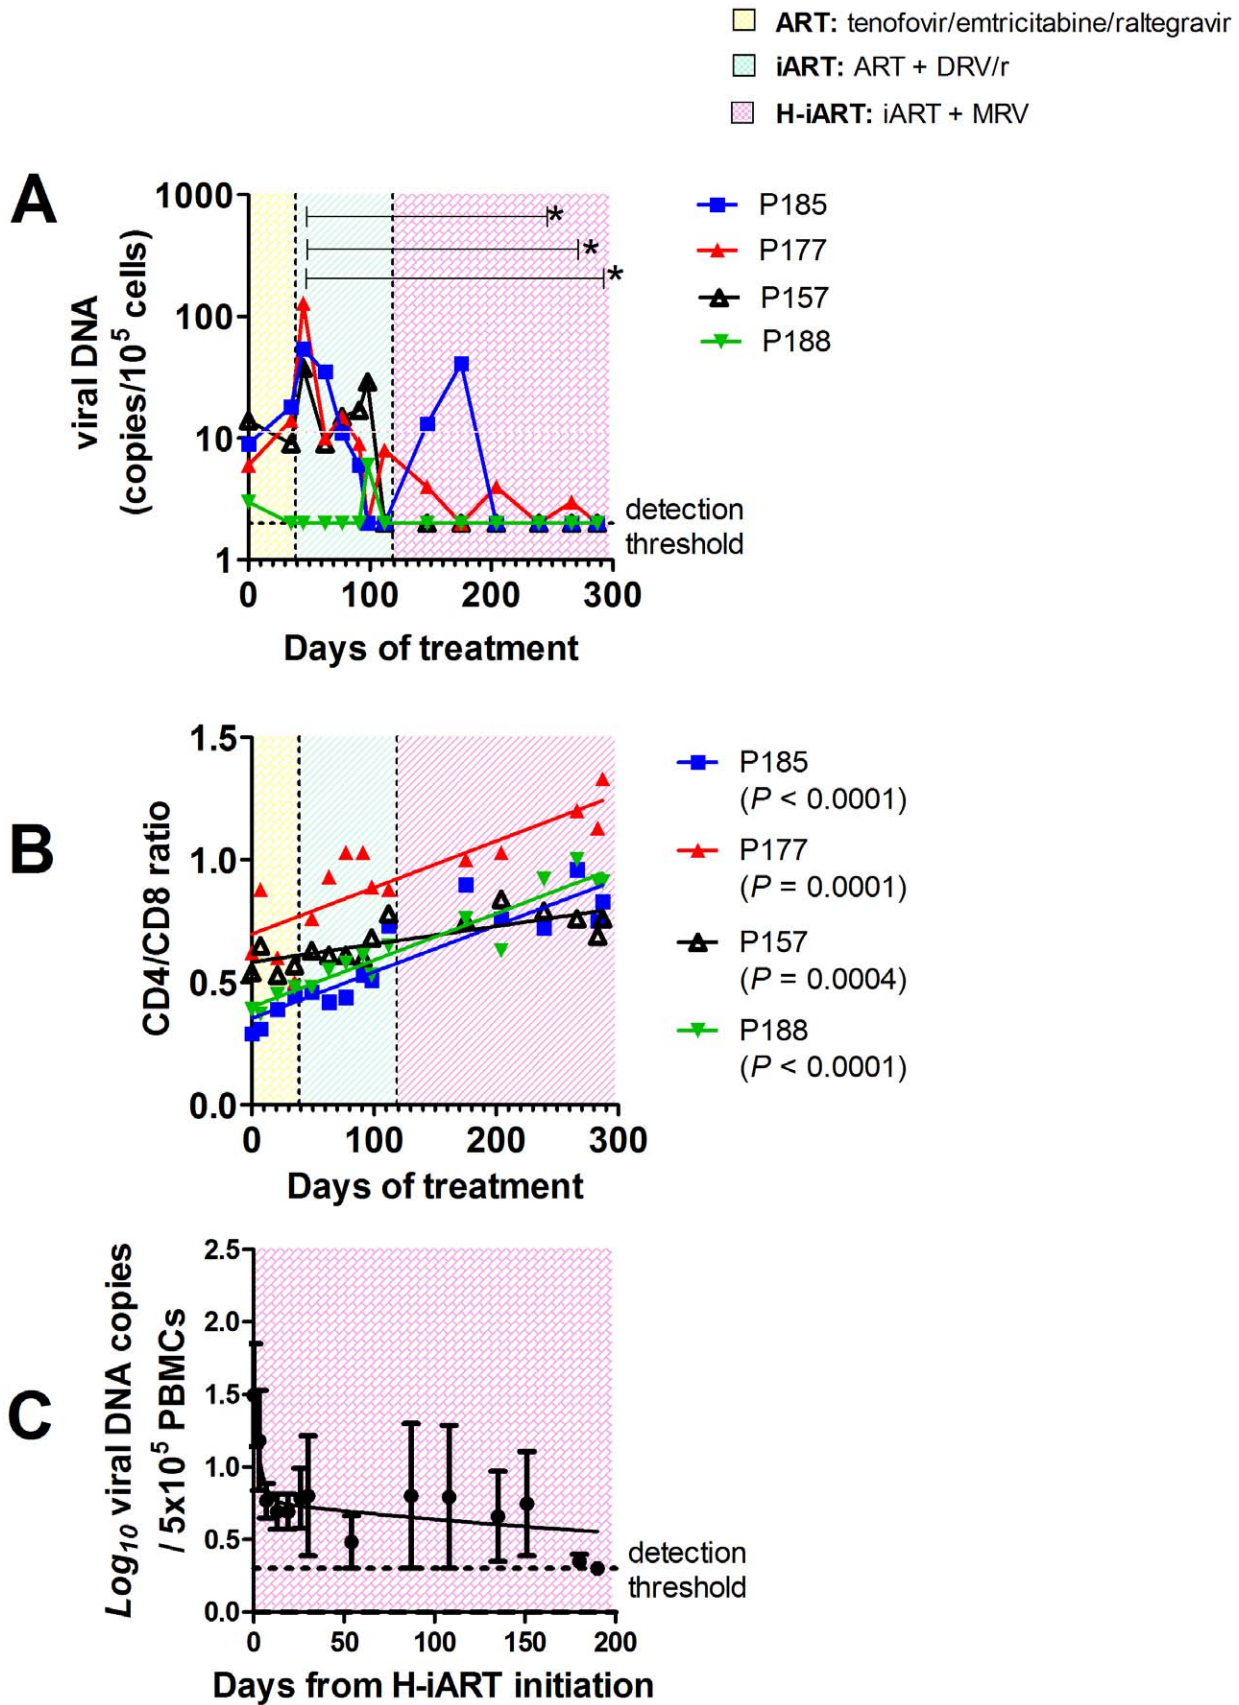 ART: tenofovir/emtricitabine/raltegravir
iART: ART + DRV/r
H-iART: iART + MRV
A
viral DNA
(copies/10⁵ cells)
1000
100
10
1
* 
*
*
detection
threshold
0
100
200
300
Days of treatment
P185
P177
P157
P188
B
CD4/CD8 ratio
1.5
1.0
0.5
0.0
0
100
200
300
Days of treatment
P185
(P < 0.0001)
P177
(P = 0.0001)
P157
(P = 0.0004)
P188
(P < 0.0001)
C
Log₁₀ viral DNA copies
/ 5x10⁵ PBMCs
2.5
2.0
1.5
1.0
0.5
0.0
detection
threshold
0
50
100
150
200
Days from H-iART initiation